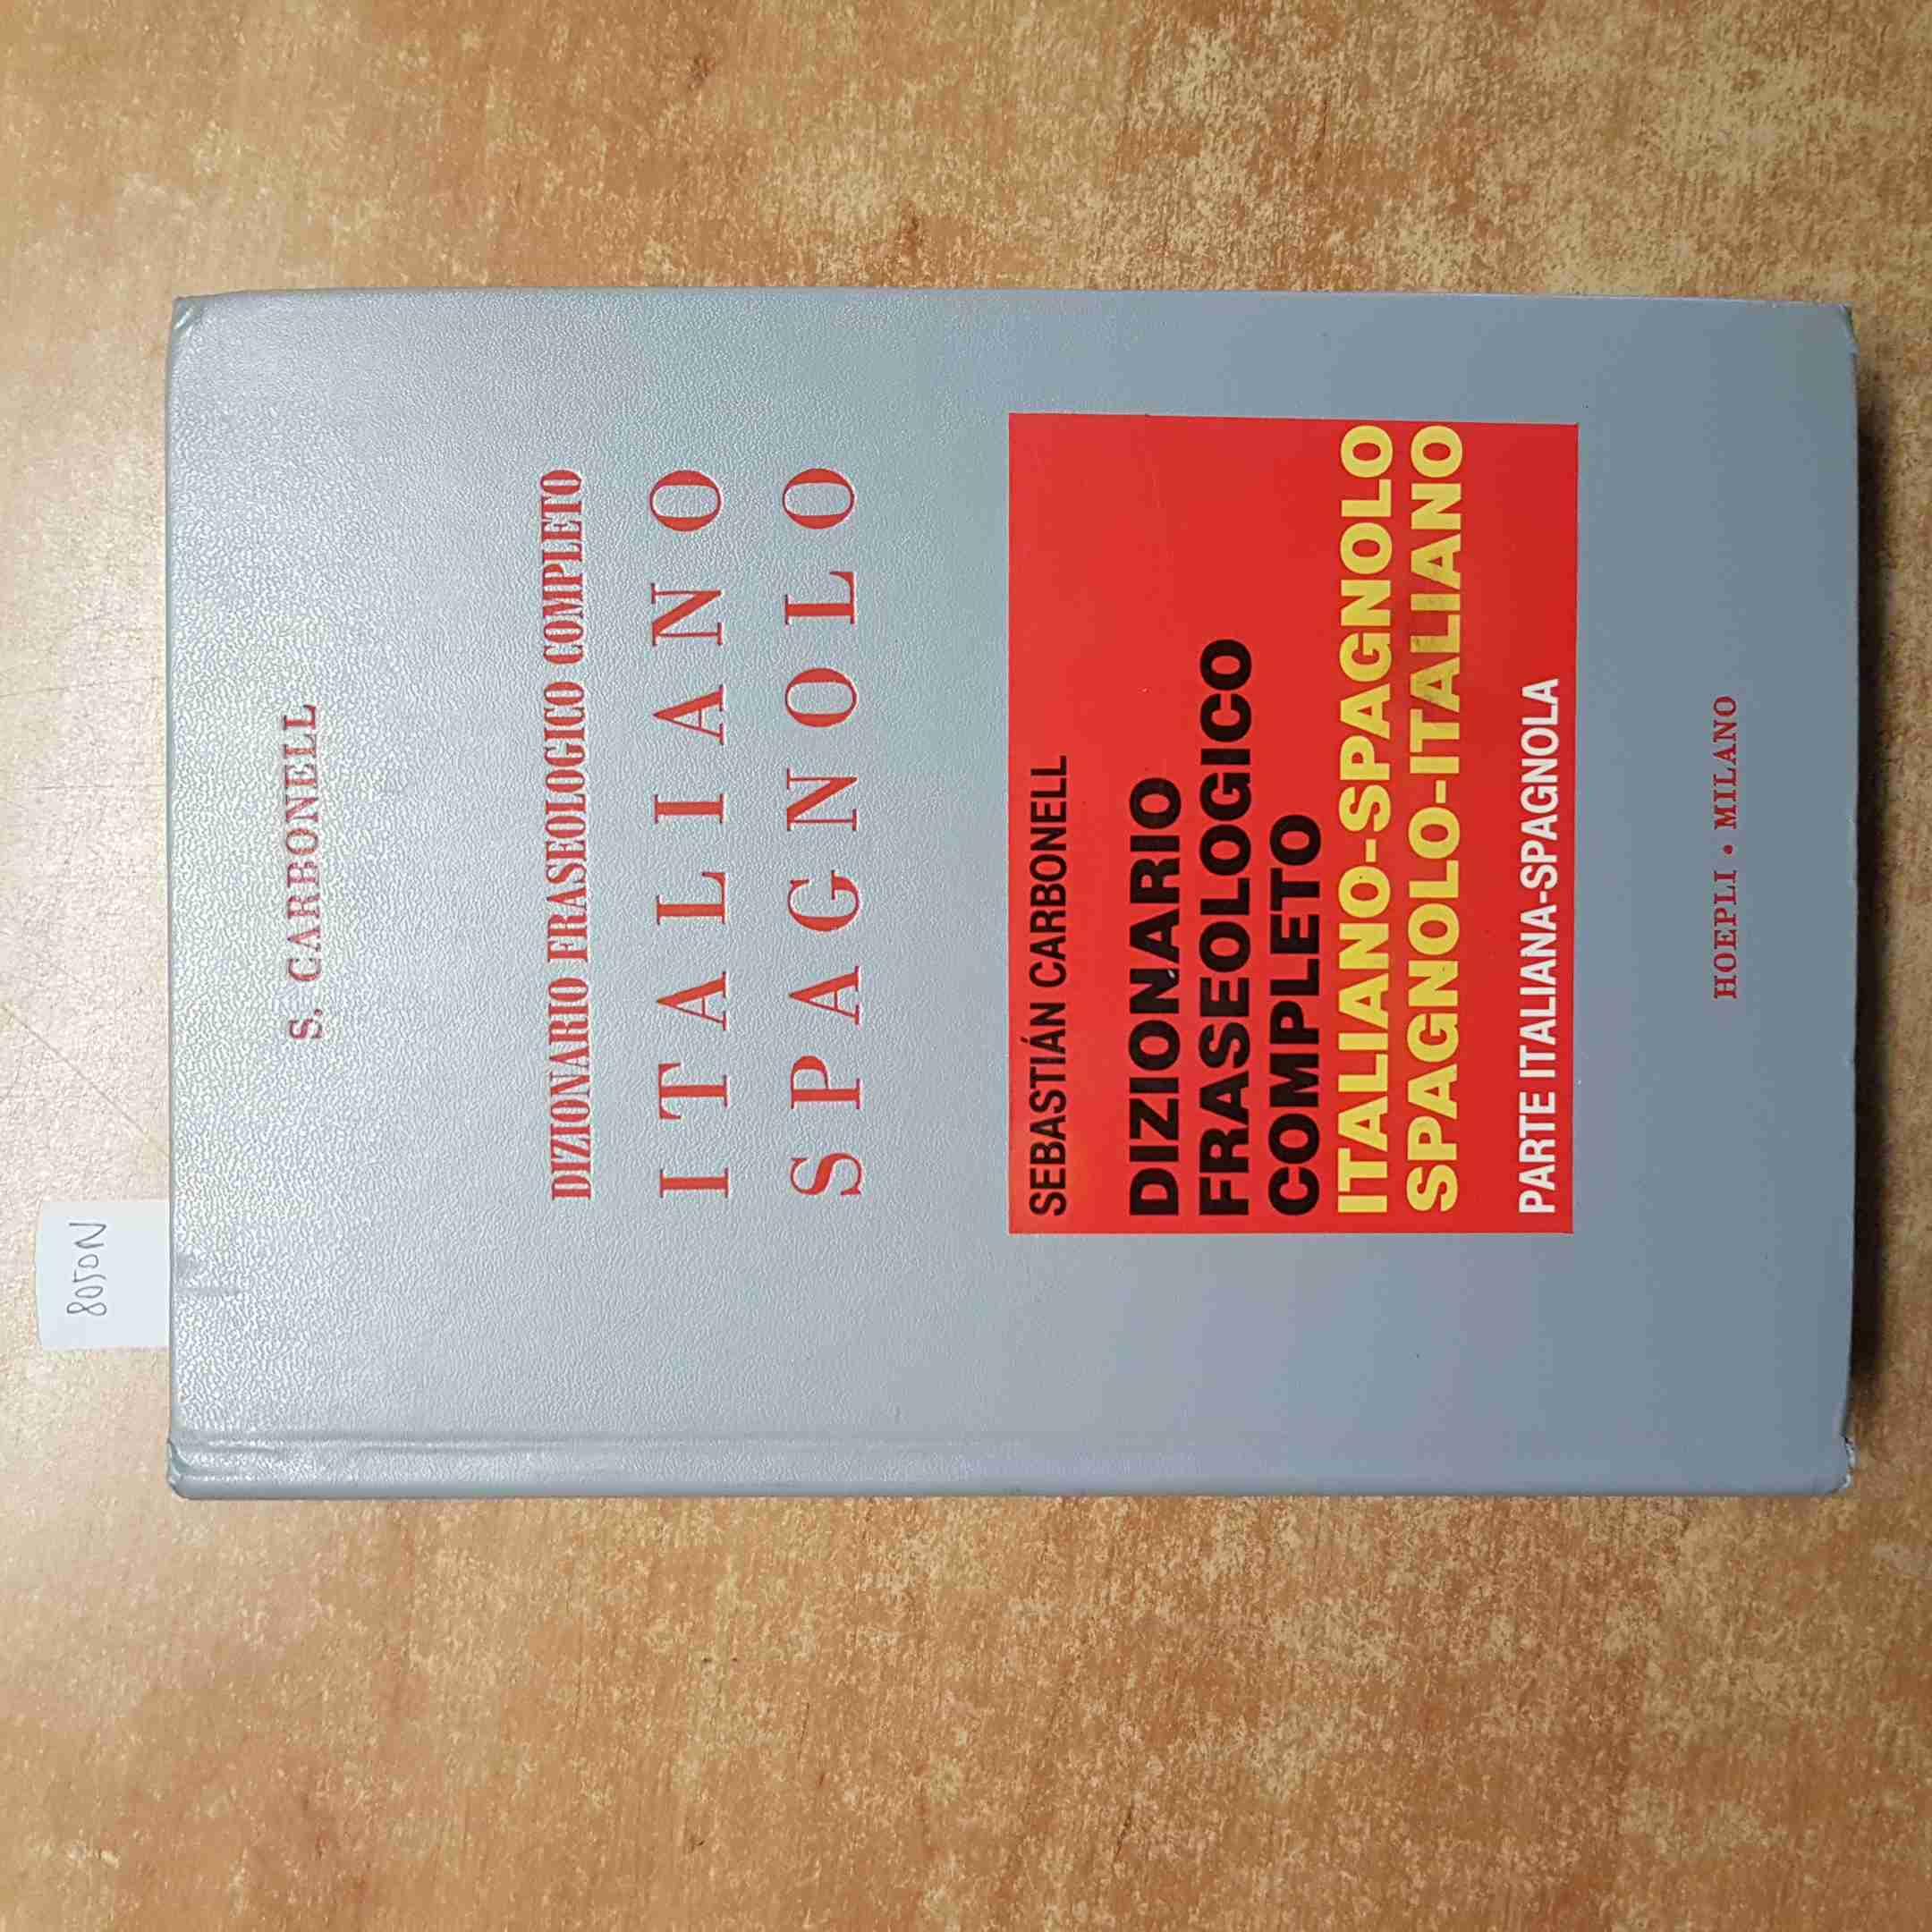 8050N
S. CARBONELL
DIZIONARIO FRASEOLOGICO COMPLETO
ITALIANO
SPAGNOLO
SEBASTIÁN CARBONELL
DIZIONARIO
FRASEOLOGICO
COMPLETO
ITALIANO-SPAGNOLO
SPAGNOLO-ITALIANO
PARTE ITALIANA-SPAGNOLA
HOEPLI • MILANO